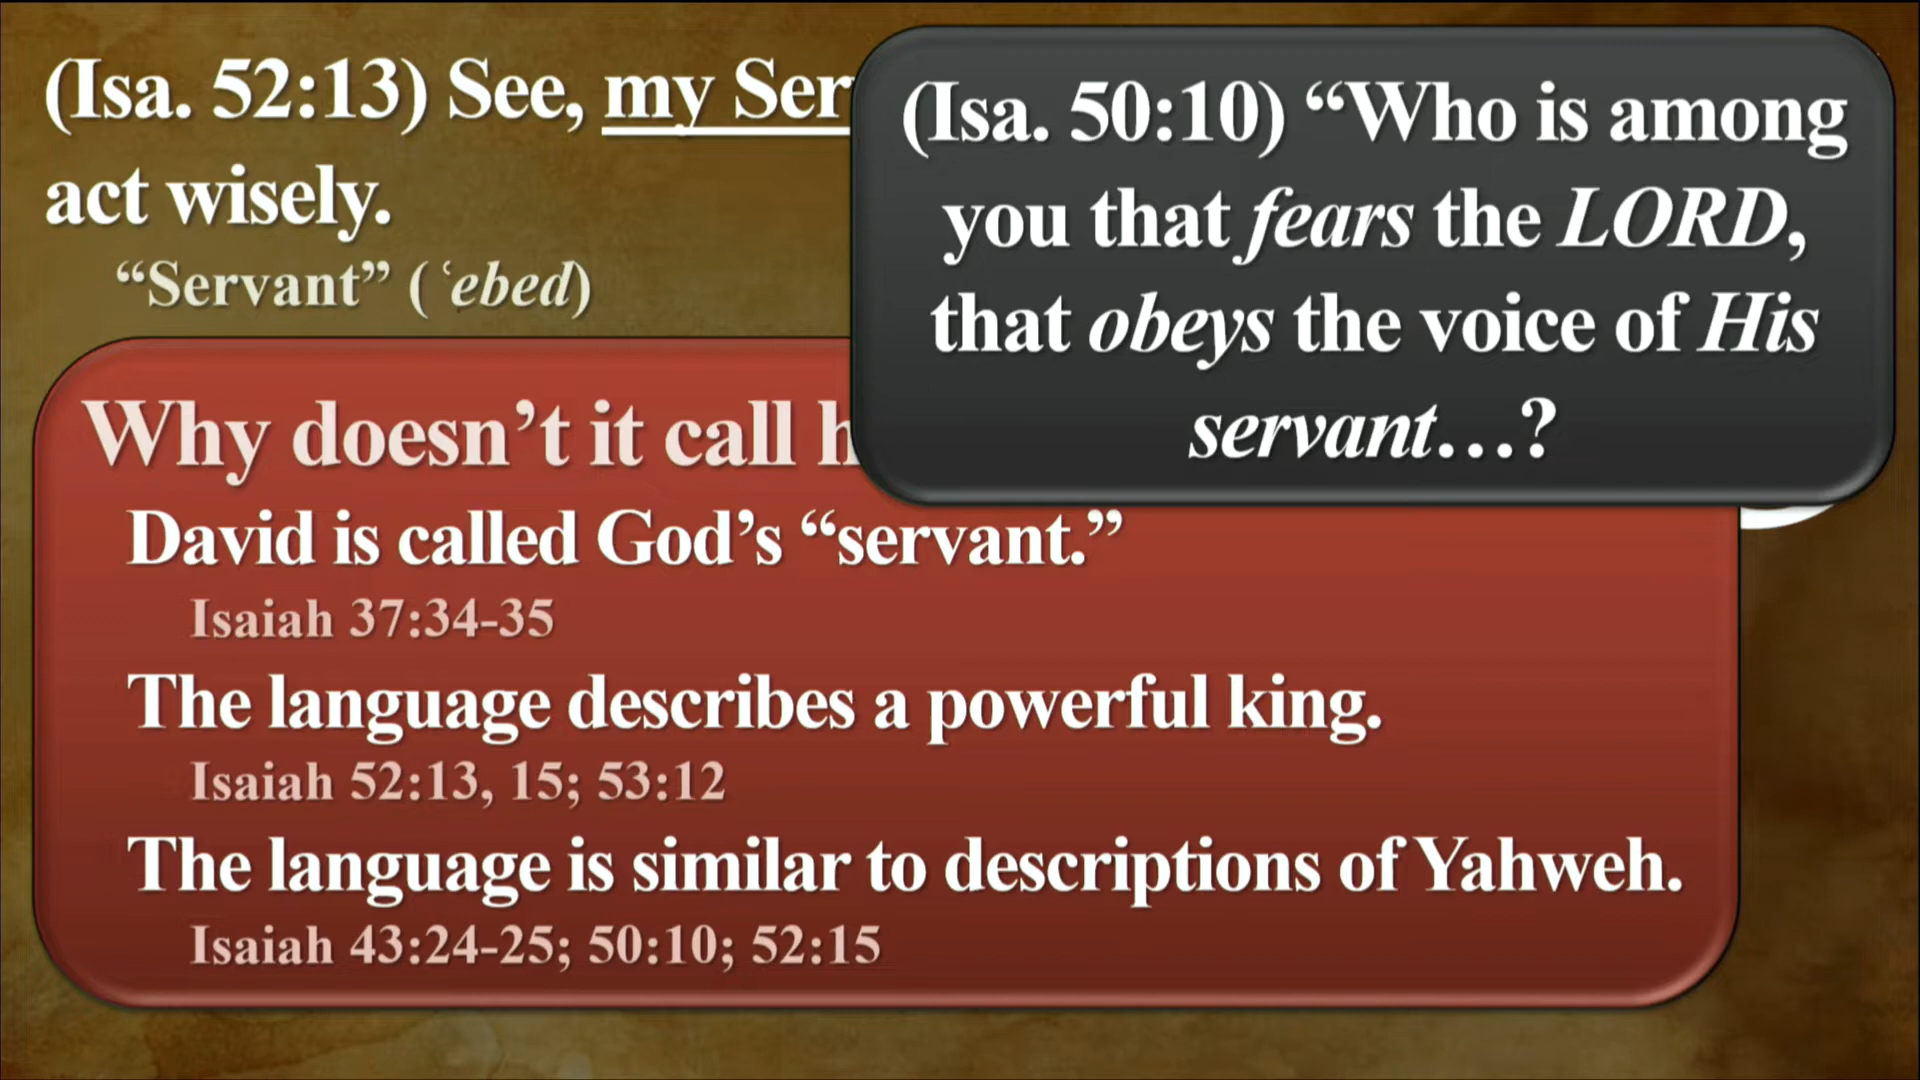 (Isa. 52:13) See, my Ser
act wisely.
“Servant” ( ʿebed)
(Isa. 50:10) “Who is among
you that fears the LORD,
that obeys the voice of His
servant…?
Why doesn’t it call h
David is called God’s “servant.”
Isaiah 37:34-35
The language describes a powerful king.
Isaiah 52:13, 15; 53:12
The language is similar to descriptions of Yahweh.
Isaiah 43:24-25; 50:10; 52:15